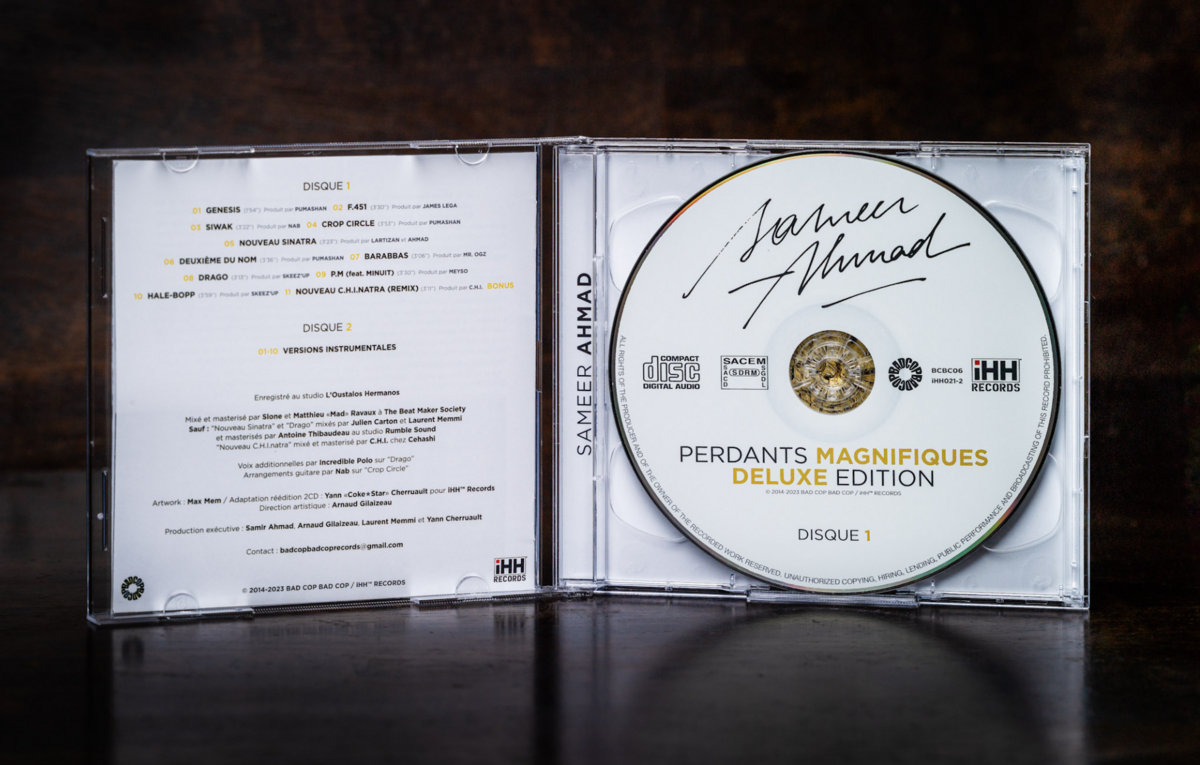 DISQUE 1
01 GENESIS (1'54") Produit par PUMASHAN 02 F.451 (3'30") Produit par JAMES LEGA
03 SIWAK (3'22") Produit par NAB 04 CROP CIRCLE (3'53") Produit par PUMASHAN
05 NOUVEAU SINATRA (3'23") Produit par LARTIZAN et AHMAD
06 DEUXIÈME DU NOM (3'16") Produit par PUMASHAN 07 BARABBAS (3'06") Produit par MR. OGZ
08 DRAGO (3'13") Produit par SKEEZ'UP 09 P.M (feat. MINUIT) (3'10") Produit par MEYSO
10 HALE-BOPP (3'59") Produit par SKEEZ'UP 11 NOUVEAU C.H.I.NATRA (REMIX) (3'11") Produit par C.H.I. BONUS
DISQUE 2
01-10 VERSIONS INSTRUMENTALES
Enregistré au studio L'Oustalos Hermanos
Mixé et masterisé par Slone et Matthieu «Mad» Ravaux à The Beat Maker Society
Sauf : "Nouveau Sinatra" et "Drago" mixés par Julien Carton et Laurent Memmi
et masterisés par Antoine Thibaudeau au studio Rumble Sound
"Nouveau C.H.I.natra" mixé et masterisé par C.H.I. chez Cehashi
Voix additionnelles par Incredible Polo sur "Drago"
Arrangements guitare par Nab sur "Crop Circle"
Artwork : Max Mem / Adaptation réédition 2CD : Yann «Coke★Star» Cherruault pour iHH™ Records
Direction artistique : Arnaud Gilaizeau
Production exécutive : Samir Ahmad, Arnaud Gilaizeau, Laurent Memmi et Yann Cherruault
Contact : badcopbadcoprecords@gmail.com
BADCOP BADCOP
© 2014-2023 BAD COP BAD COP / iHH™ RECORDS
iHH
RECORDS
SAMEER AHMAD
Sameer
Ahmad
COMPACT
disc
DIGITAL AUDIO
SACEM
SACD SDRM SGDL
BADCOP BADCOP
BCBC06
iHH021-2
iHH
RECORDS
PERDANTS MAGNIFIQUES
DELUXE EDITION
© 2014-2023 BAD COP BAD COP / iHH™ RECORDS
DISQUE 1
ALL RIGHTS OF THE PRODUCER AND OF THE OWNER OF THE RECORDED WORK RESERVED. UNAUTHORIZED COPYING, HIRING, LENDING, PUBLIC PERFORMANCE AND BROADCASTING OF THIS RECORD PROHIBITED.